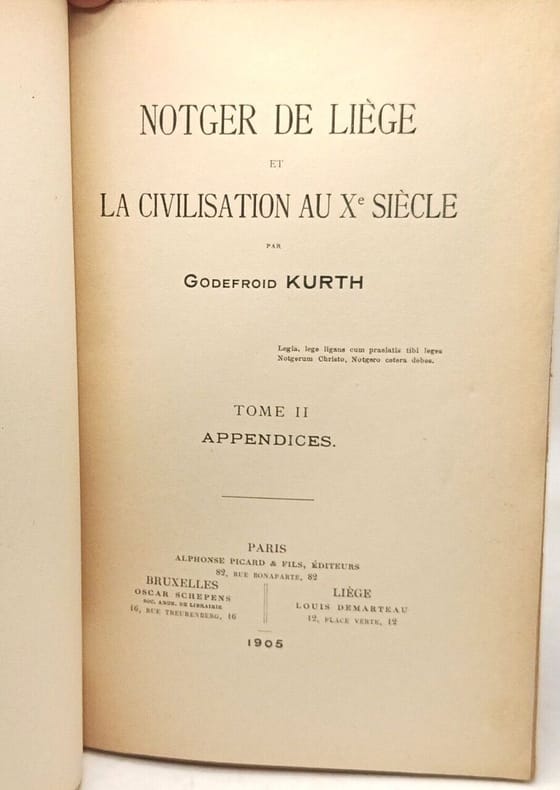 NOTGER DE LIÈGE
ET
LA CIVILISATION AU Xe SIÈCLE
PAR
GODEFROID KURTH
Legia, lege ligans cum praelatis tibi leges
Notgerum Christo, Notgero cetera debes.
TOME II
APPENDICES.
PARIS
ALPHONSE PICARD & FILS, ÉDITEURS
82, RUE BONAPARTE, 82
BRUXELLES
OSCAR SCHEPENS
SOC. ANON. DE LIBRAIRIE
16, RUE TREURENBERG, 16
LIÈGE
LOUIS DEMARTEAU
12, PLACE VERTE, 12
1905